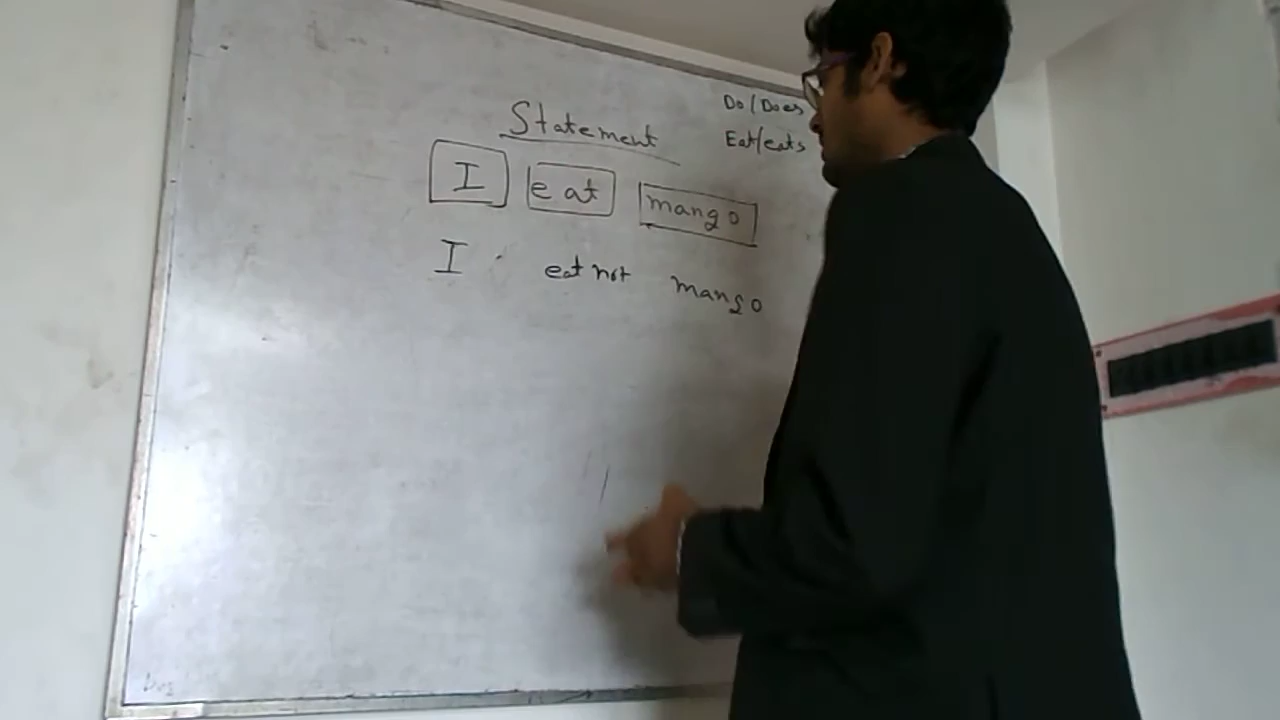 Statement
Do/Does
Eat/eats
I eat mango
I eat not mango